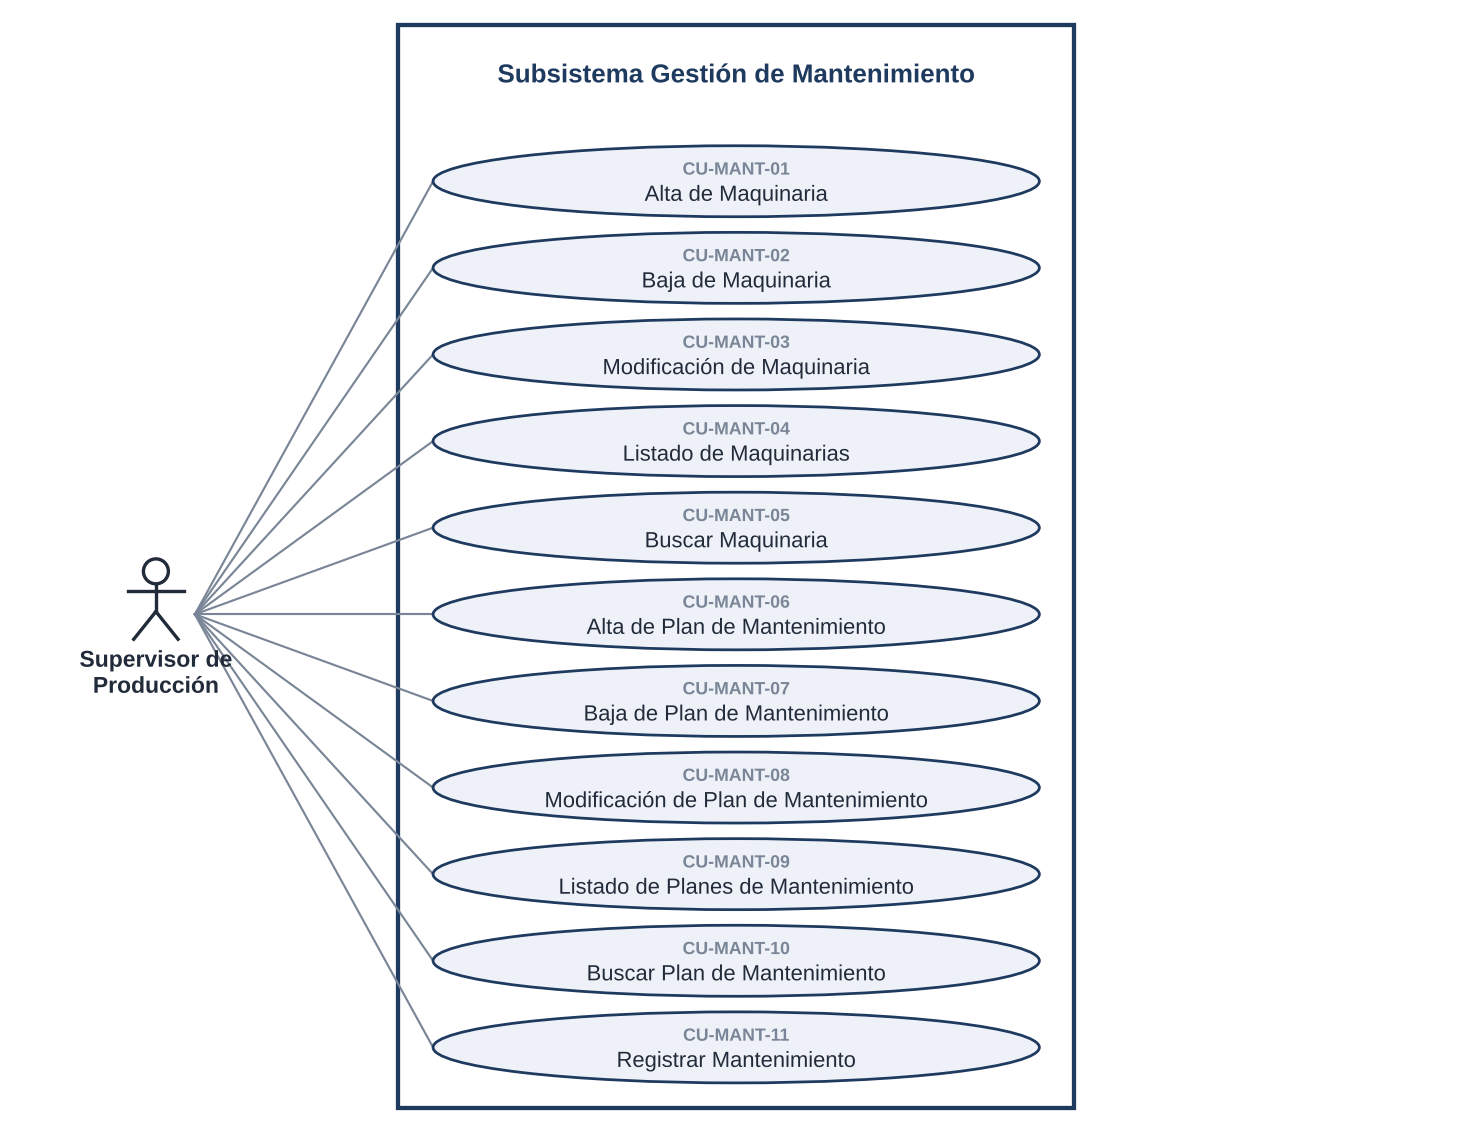 Subsistema Gestión de Mantenimiento
CU-MANT-01
Alta de Maquinaria
CU-MANT-02
Baja de Maquinaria
CU-MANT-03
Modificación de Maquinaria
CU-MANT-04
Listado de Maquinarias
CU-MANT-05
Buscar Maquinaria
CU-MANT-06
Alta de Plan de Mantenimiento
Supervisor de
Producción
CU-MANT-07
Baja de Plan de Mantenimiento
CU-MANT-08
Modificación de Plan de Mantenimiento
CU-MANT-09
Listado de Planes de Mantenimiento
CU-MANT-10
Buscar Plan de Mantenimiento
CU-MANT-11
Registrar Mantenimiento